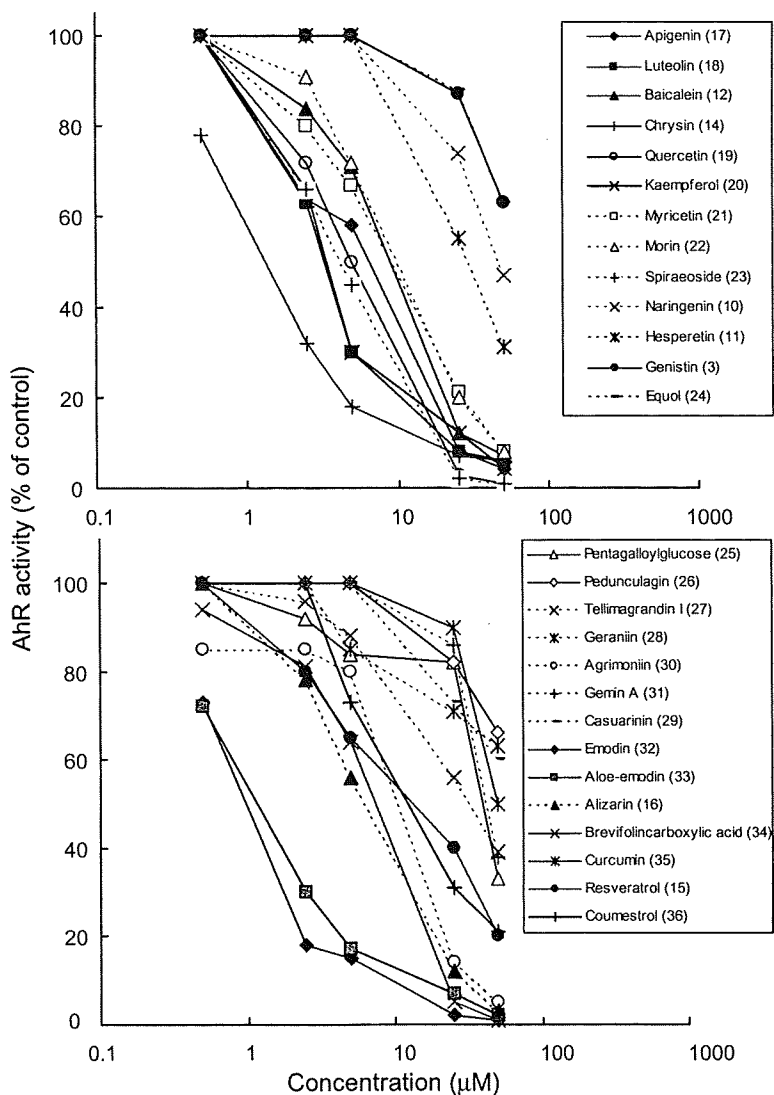 AhR activity (% of control)
100
80
60
40
20
0
0.1
1
10
100
1000
Apigenin (17)
Luteolin (18)
Baicalein (12)
Chrysin (14)
Quercetin (19)
Kaempferol (20)
Myricetin (21)
Morin (22)
Spiraeoside (23)
Naringenin (10)
Hesperetin (11)
Genistin (3)
Equol (24)
100
80
60
40
20
0
0.1
1
10
100
1000
Pentagalloylglucose (25)
Pedunculagin (26)
Tellimagrandin I (27)
Geraniin (28)
Agrimoniin (30)
Gemin A (31)
Casuarinin (29)
Emodin (32)
Aloe-emodin (33)
Alizarin (16)
Brevifolincarboxylic acid (34)
Curcumin (35)
Resveratrol (15)
Coumestrol (36)
Concentration (μM)